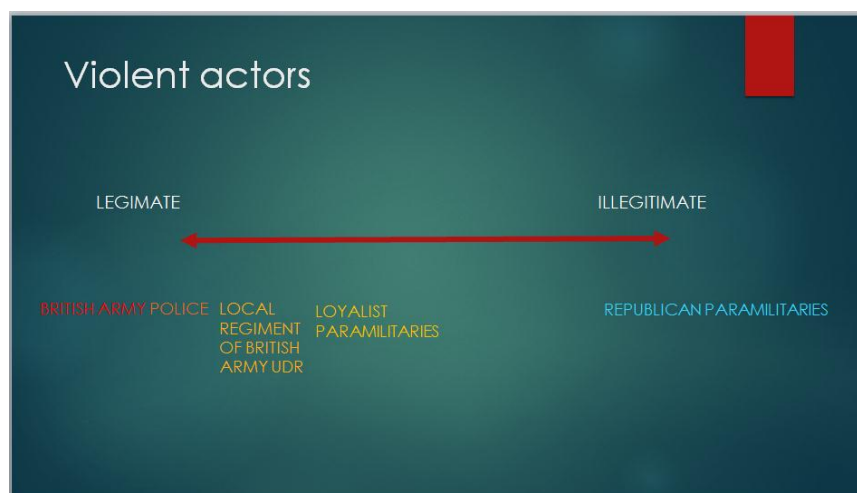 Violent actors
LEGIMATE
ILLEGITIMATE
BRITISH ARMY POLICE
LOCAL
REGIMENT
OF BRITISH
ARMY UDR
LOYALIST
PARAMILITARIES
REPUBLICAN PARAMILITARIES